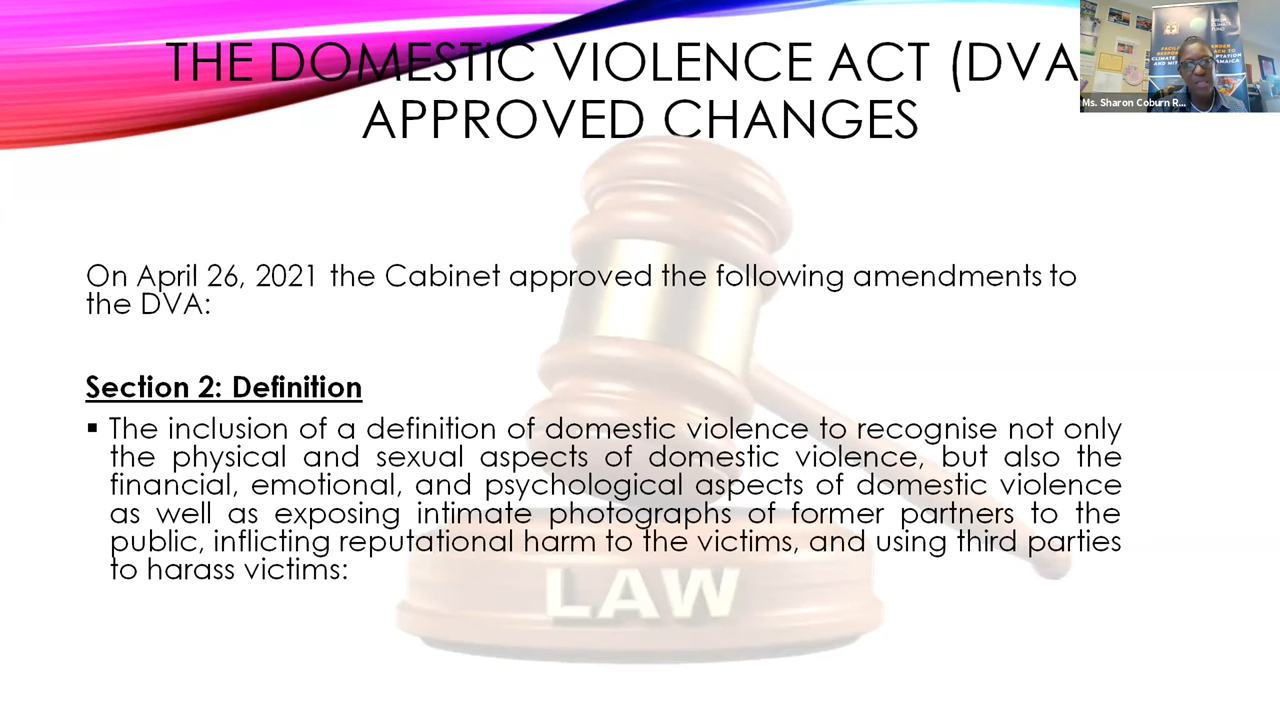 THE DOMESTIC VIOLENCE ACT (DVA
APPROVED CHANGES
Ms. Sharon Coburn R...
On April 26, 2021 the Cabinet approved the following amendments to
the DVA:
Section 2: Definition
▪ The inclusion of a definition of domestic violence to recognise not only
the physical and sexual aspects of domestic violence, but also the
financial, emotional, and psychological aspects of domestic violence
as well as exposing intimate photographs of former partners to the
public, inflicting reputational harm to the victims, and using third parties
to harass victims:
LAW